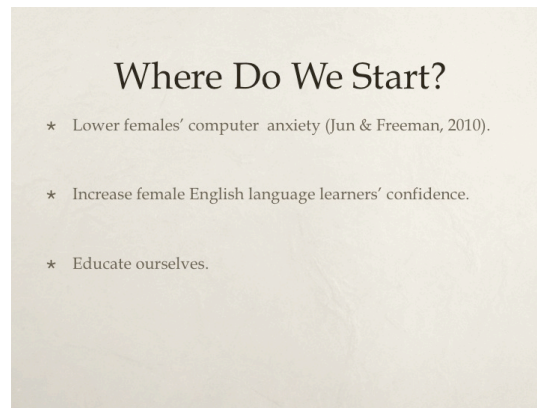 Where Do We Start?
* Lower females’ computer anxiety (Jun & Freeman, 2010).
* Increase female English language learners’ confidence.
* Educate ourselves.